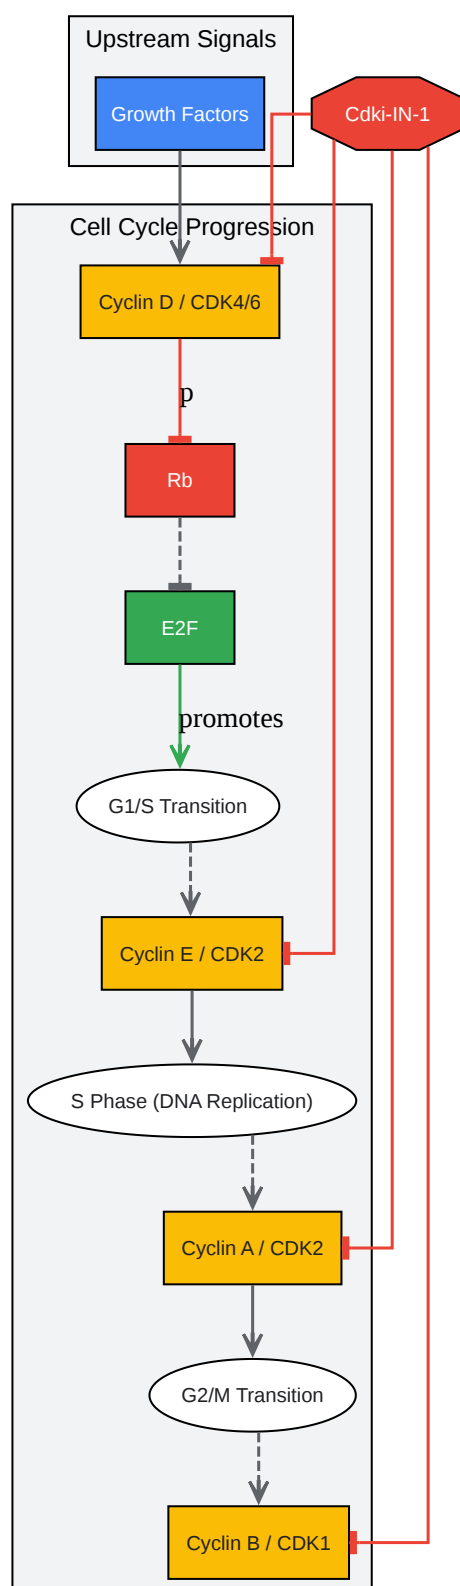 Upstream Signals
Growth Factors
Cdki-IN-1
Cell Cycle Progression
Cyclin D / CDK4/6
p
Rb
E2F
promotes
G1/S Transition
Cyclin E / CDK2
S Phase (DNA Replication)
Cyclin A / CDK2
G2/M Transition
Cyclin B / CDK1